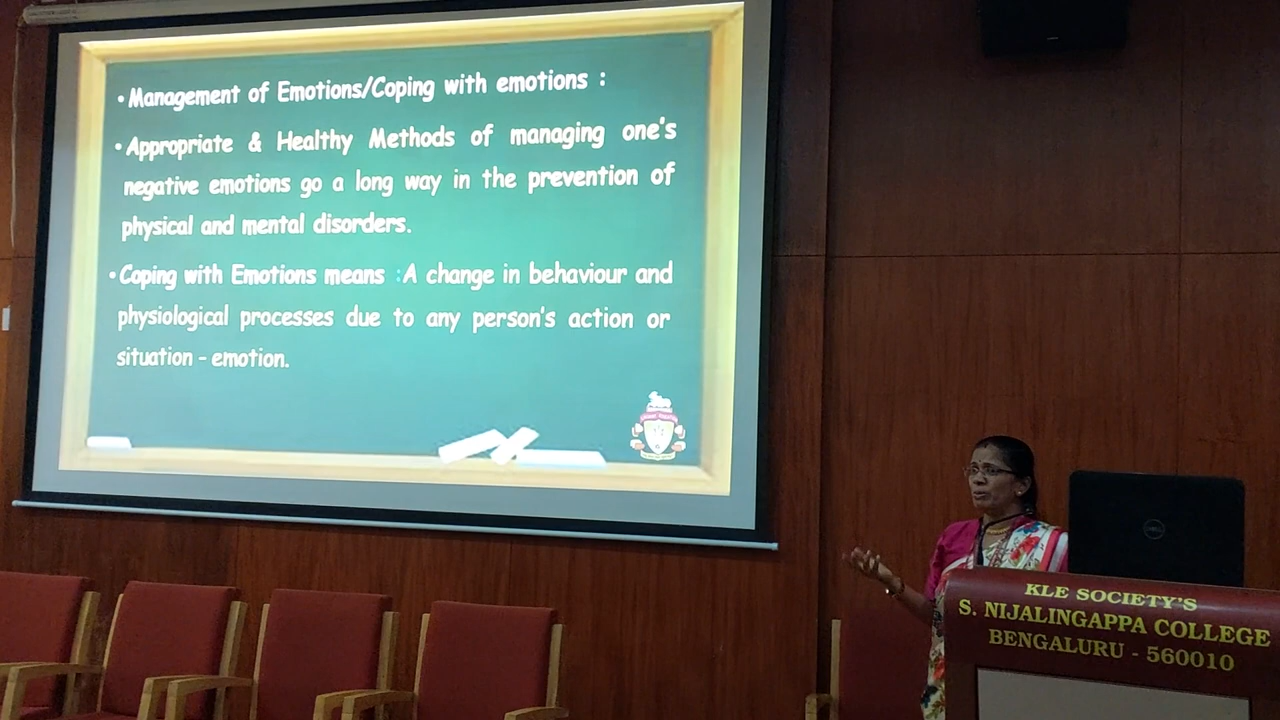 • Management of Emotions/Coping with emotions :
• Appropriate & Healthy Methods of managing one's
negative emotions go a long way in the prevention of
physical and mental disorders.
• Coping with Emotions means : A change in behaviour and
physiological processes due to any person's action or
situation - emotion.
DELL
KLE SOCIETY'S
S. NIJALINGAPPA COLLEGE
BENGALURU - 560010